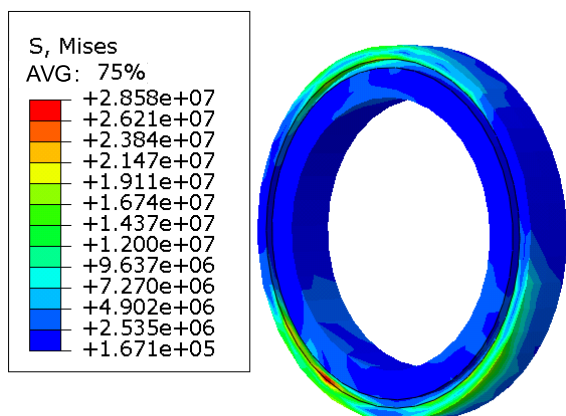 S, Mises
AVG: 75%
+2.858e+07
+2.621e+07
+2.384e+07
+2.147e+07
+1.911e+07
+1.674e+07
+1.437e+07
+1.200e+07
+9.637e+06
+7.270e+06
+4.902e+06
+2.535e+06
+1.671e+05